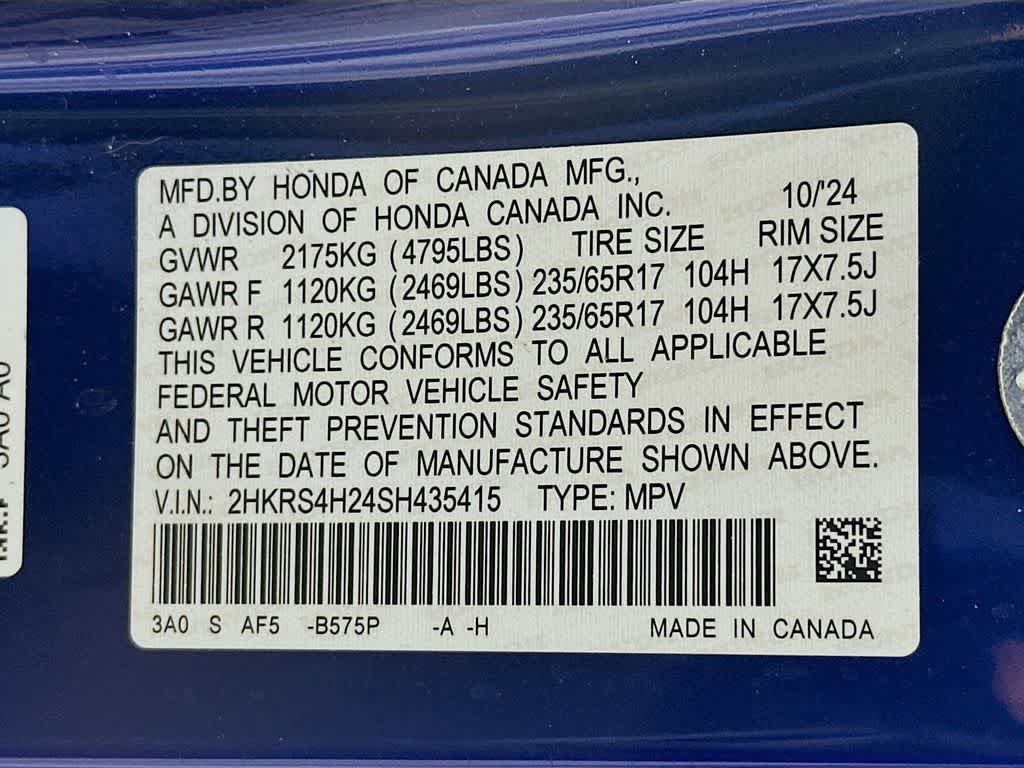 MFD.BY HONDA OF CANADA MFG.,
A DIVISION OF HONDA CANADA INC. 10/'24
GVWR 2175KG (4795LBS) TIRE SIZE RIM SIZE
GAWR F 1120KG (2469LBS) 235/65R17 104H 17X7.5J
GAWR R 1120KG (2469LBS) 235/65R17 104H 17X7.5J
THIS VEHICLE CONFORMS TO ALL APPLICABLE
FEDERAL MOTOR VEHICLE SAFETY
AND THEFT PREVENTION STANDARDS IN EFFECT
ON THE DATE OF MANUFACTURE SHOWN ABOVE.
V.I.N.: 2HKRS4H24SH435415 TYPE: MPV
3A0 S AF5 -B575P -A -H MADE IN CANADA